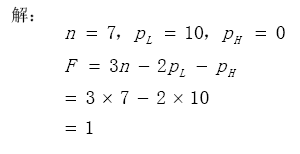 解：
n = 7，p_L = 10，p_H = 0
F = 3n − 2p_L − p_H
= 3 × 7 − 2 × 10
= 1